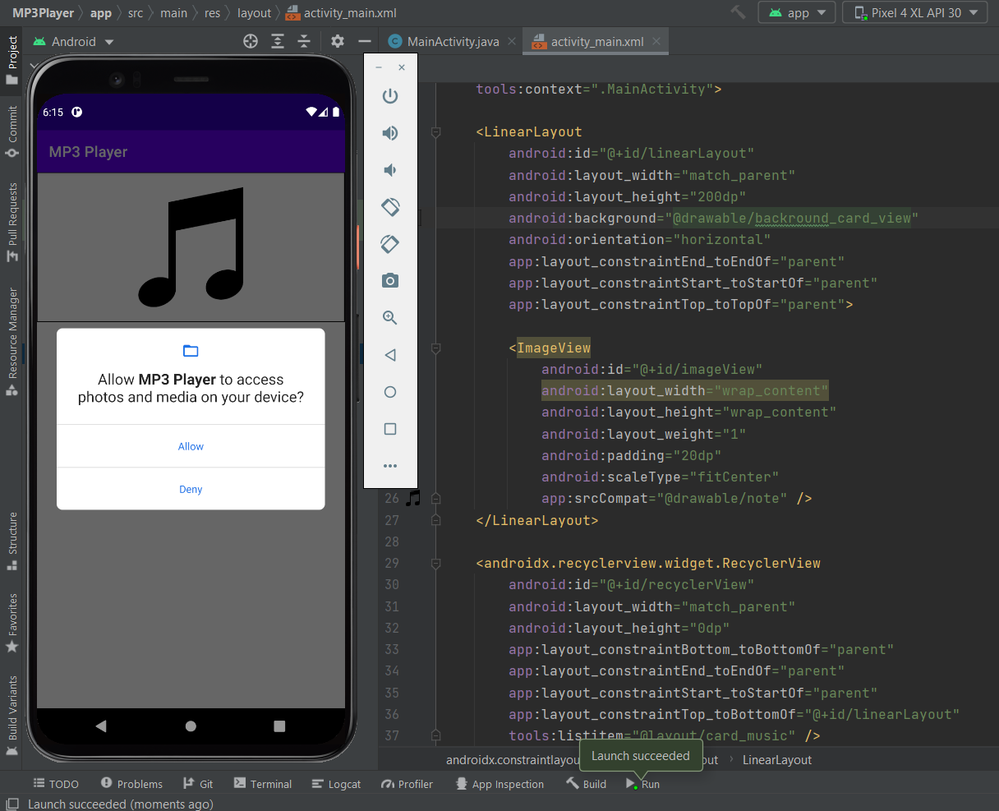 MP3Player app src main res layout activity_main.xml
app Pixel 4 XL API 30
Android
MainActivity.java activity_main.xml
Project
Commit
Pull Requests
Resource Manager
Structure
Favorites
Build Variants
6:15
MP3 Player
Allow MP3 Player to access
photos and media on your device?
Allow
Deny
tools:context=".MainActivity">
<LinearLayout
android:id="@+id/linearLayout"
android:layout_width="match_parent"
android:layout_height="200dp"
android:background="@drawable/backround_card_view"
android:orientation="horizontal"
app:layout_constraintEnd_toEndOf="parent"
app:layout_constraintStart_toStartOf="parent"
app:layout_constraintTop_toTopOf="parent">
<ImageView
android:id="@+id/imageView"
android:layout_width="wrap_content"
android:layout_height="wrap_content"
android:layout_weight="1"
android:padding="20dp"
android:scaleType="fitCenter"
26 app:srcCompat="@drawable/note" />
27 </LinearLayout>
28
29 <androidx.recyclerview.widget.RecyclerView
30 android:id="@+id/recyclerView"
31 android:layout_width="match_parent"
32 android:layout_height="0dp"
33 app:layout_constraintBottom_toBottomOf="parent"
34 app:layout_constraintEnd_toEndOf="parent"
35 app:layout_constraintStart_toStartOf="parent"
36 app:layout_constraintTop_toBottomOf="@+id/linearLayout"
37 tools:listitem="@layout/card_music" />
androidx.constraintlayou out LinearLayout
Launch succeeded
TODO Problems Git Terminal Logcat Profiler App Inspection Build Run
Launch succeeded (moments ago)